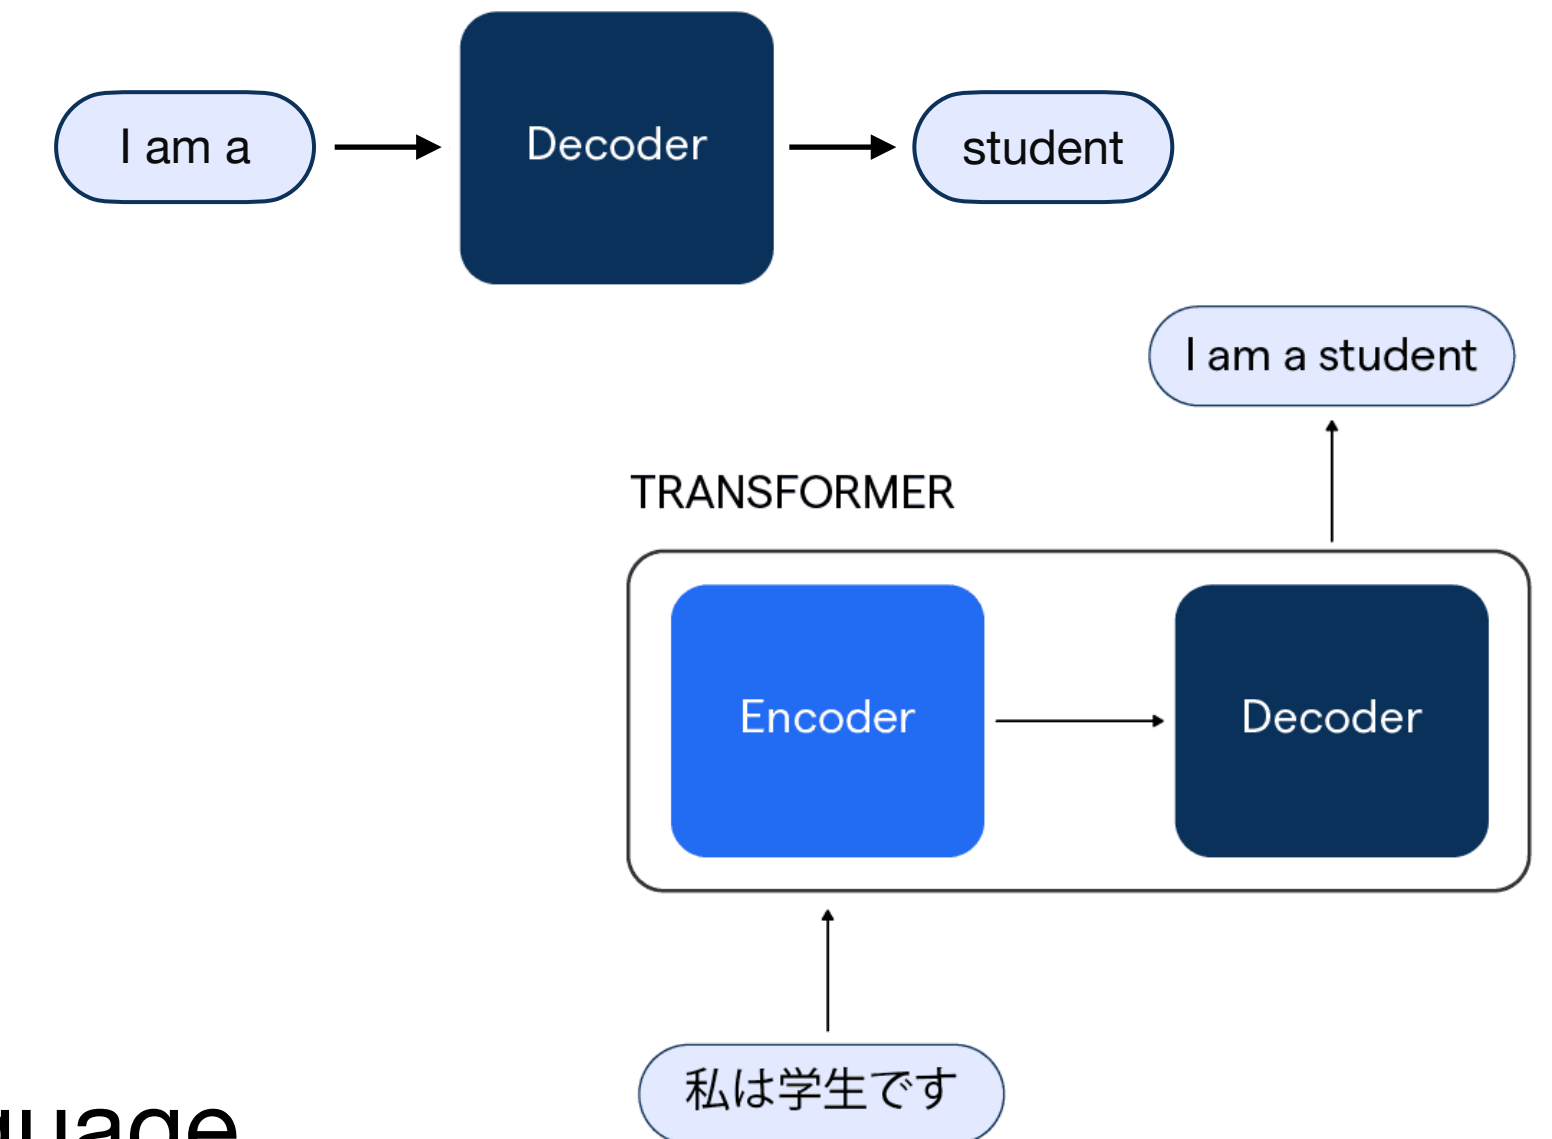 I am a
Decoder
student
I am a student
TRANSFORMER
Encoder
Decoder
私は学生です